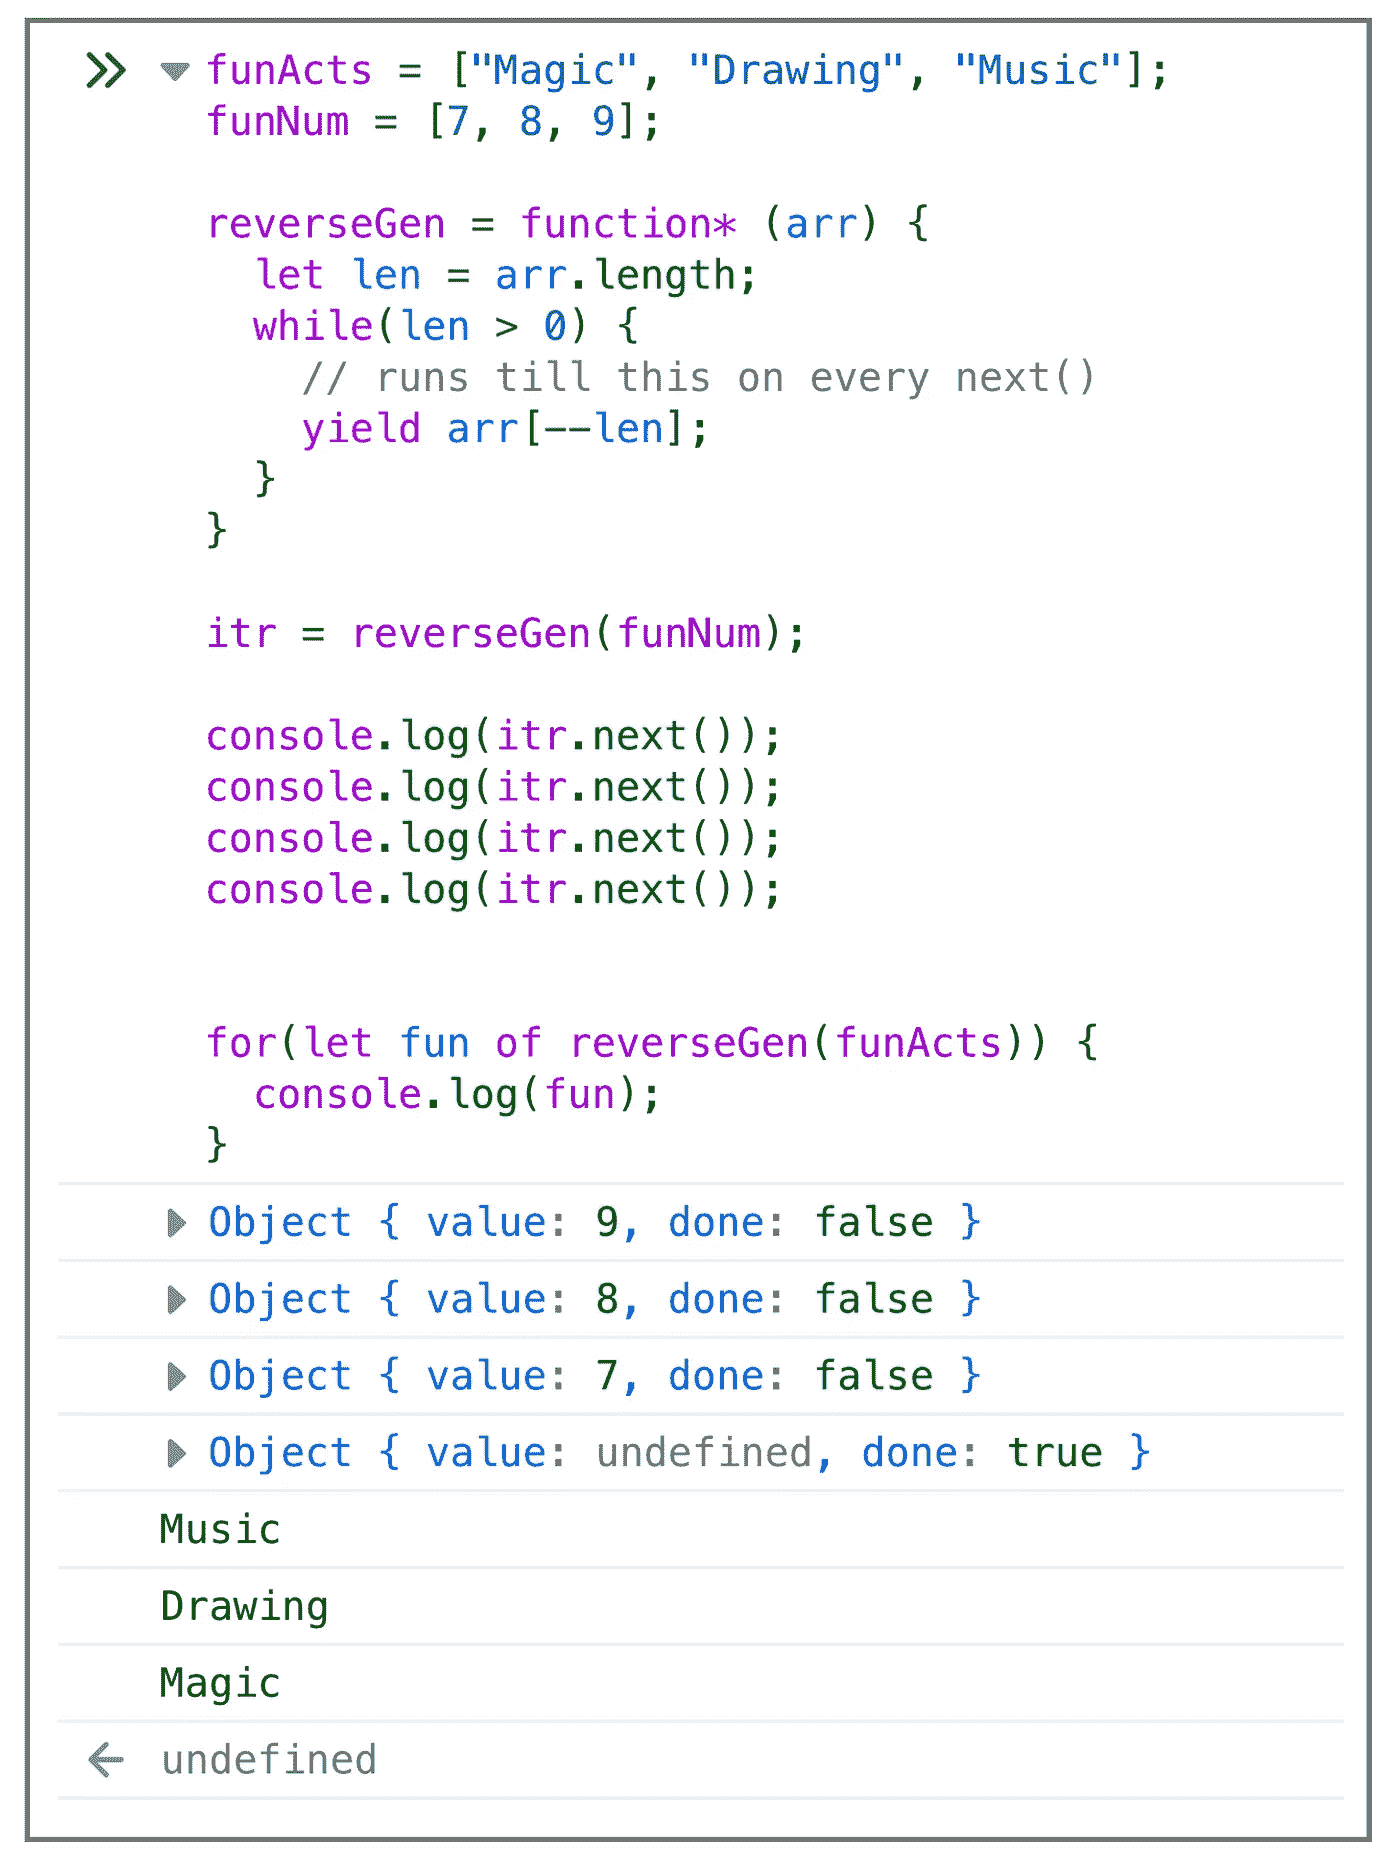 funActs = ["Magic", "Drawing", "Music"];
funNum = [7, 8, 9];
reverseGen = function* (arr) {
let len = arr.length;
while(len > 0) {
// runs till this on every next()
yield arr[--len];
}
}
itr = reverseGen(funNum);
console.log(itr.next());
console.log(itr.next());
console.log(itr.next());
console.log(itr.next());
for(let fun of reverseGen(funActs)) {
console.log(fun);
}
Object { value: 9, done: false }
Object { value: 8, done: false }
Object { value: 7, done: false }
Object { value: undefined, done: true }
Music
Drawing
Magic
undefined